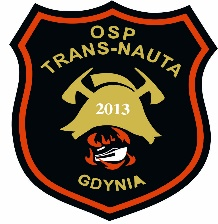 OSP
TRANS-NAUTA
2013
GDYNIA